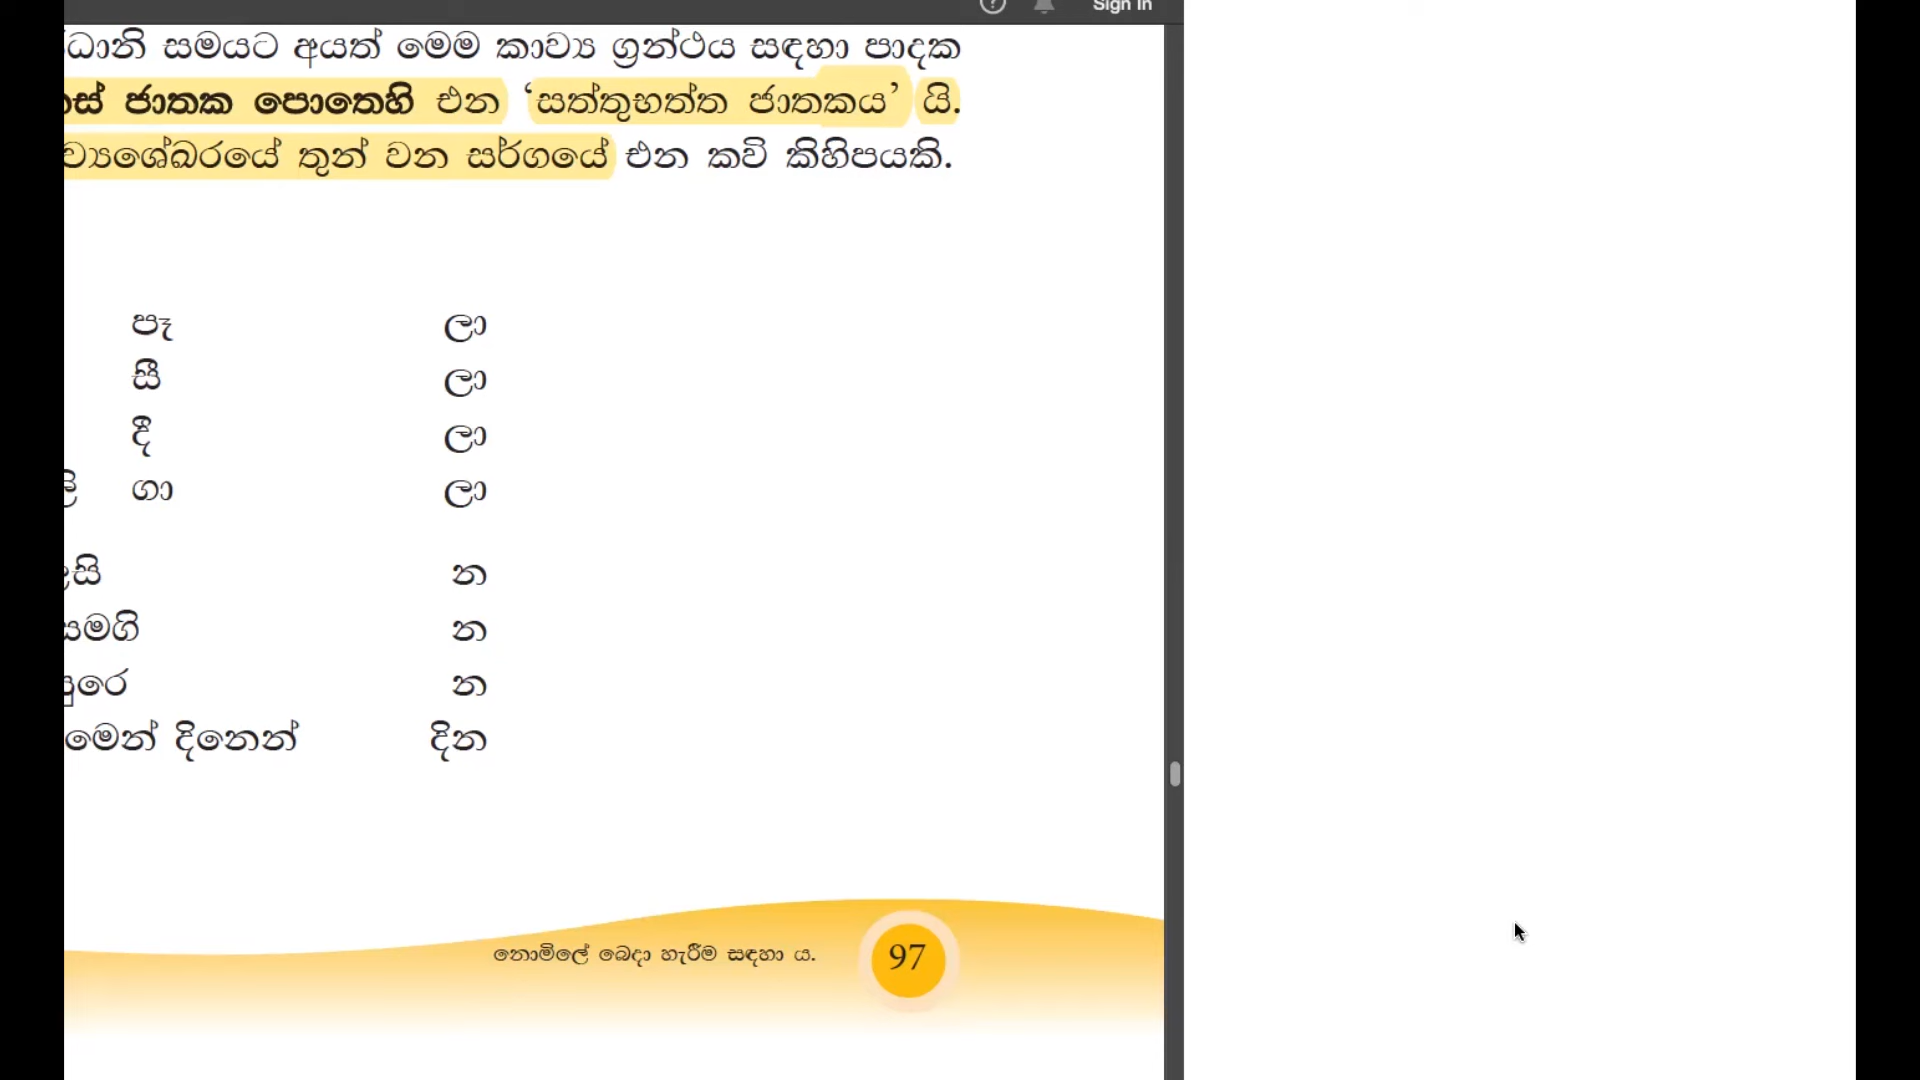 Sign In
ධානි සමයට අයත් මෙම කාව්‍ය ග්‍රන්ථය සඳහා පාදක
ජාතක පොතෙහි එන ‘සත්තුභත්ත ජාතකය’ යි.
ව්‍යශේඛරයේ තුන් වන සර්ගයේ එන කවි කිහිපයකි.
පෑ ලා
සී ලා
දී ලා
ගා ලා
න
සමගි න
පුරෙ න
මෙන් දිනෙන් දින
නොමිලේ බෙදා හැරීම සඳහා ය.
97